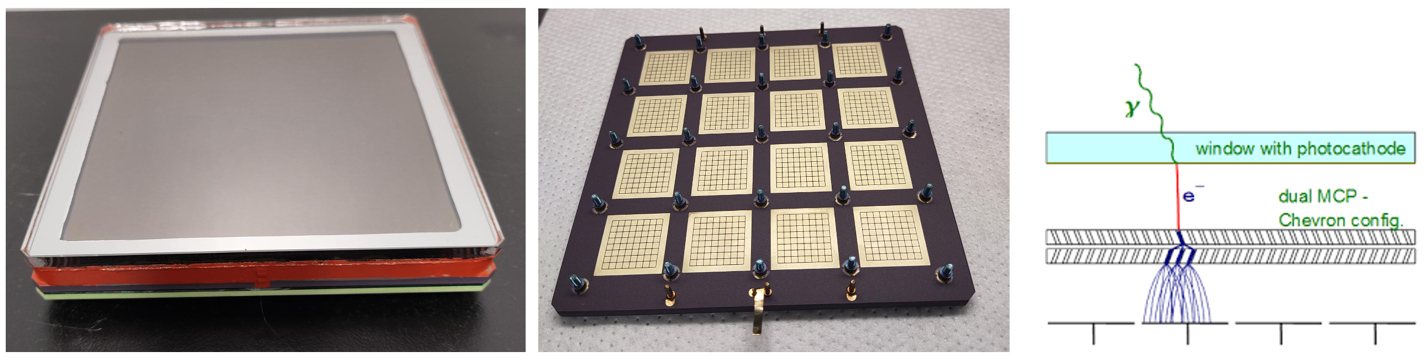 γ
window with photocathode
e⁻
dual MCP -
Chevron config.